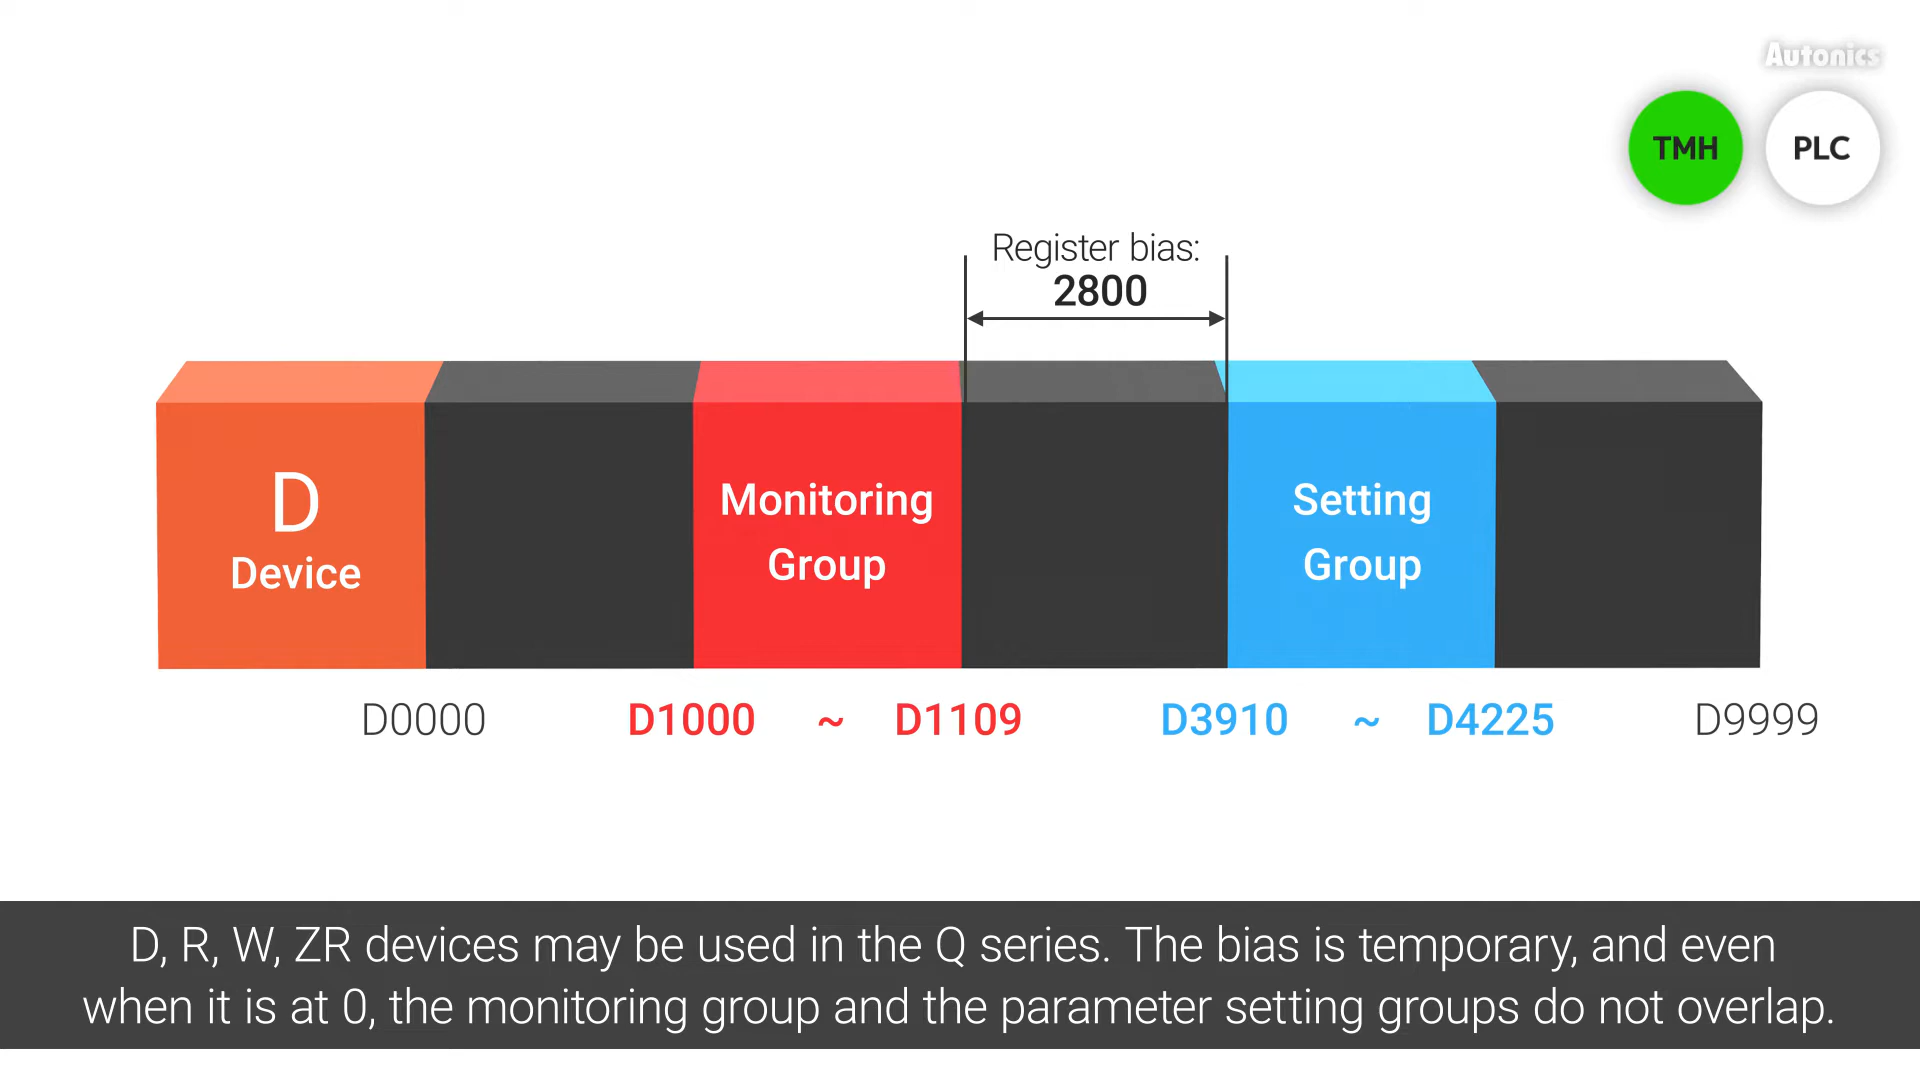 Autonics
TMH
PLC
Register bias:
2800
D
Device
Monitoring
Group
Setting
Group
D0000
D1000 ~ D1109
D3910 ~ D4225
D9999
D, R, W, ZR devices may be used in the Q series. The bias is temporary, and even
when it is at 0, the monitoring group and the parameter setting groups do not overlap.